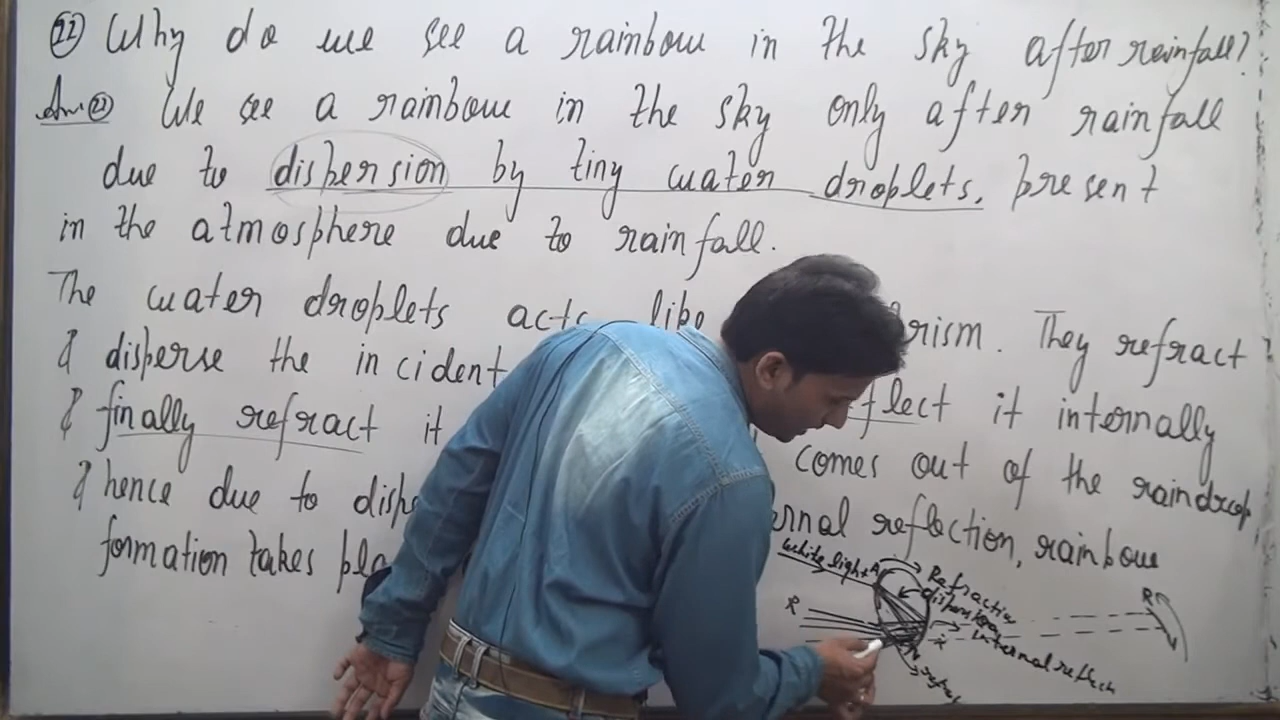 22 Why do we see a rainbow in the sky after rainfall?
Ans 22 We see a rainbow in the sky only after rainfall
due to dispersion by tiny water droplets, present
in the atmosphere due to rainfall.
The water droplets acts like rism. They refract
& disperse the incident flect it internally
& finally refract it comes out of the raindrop
& hence due to dispe rnal reflection, rainbow
formation takes pla
White light A Refraction
R
Internal reflecn
R